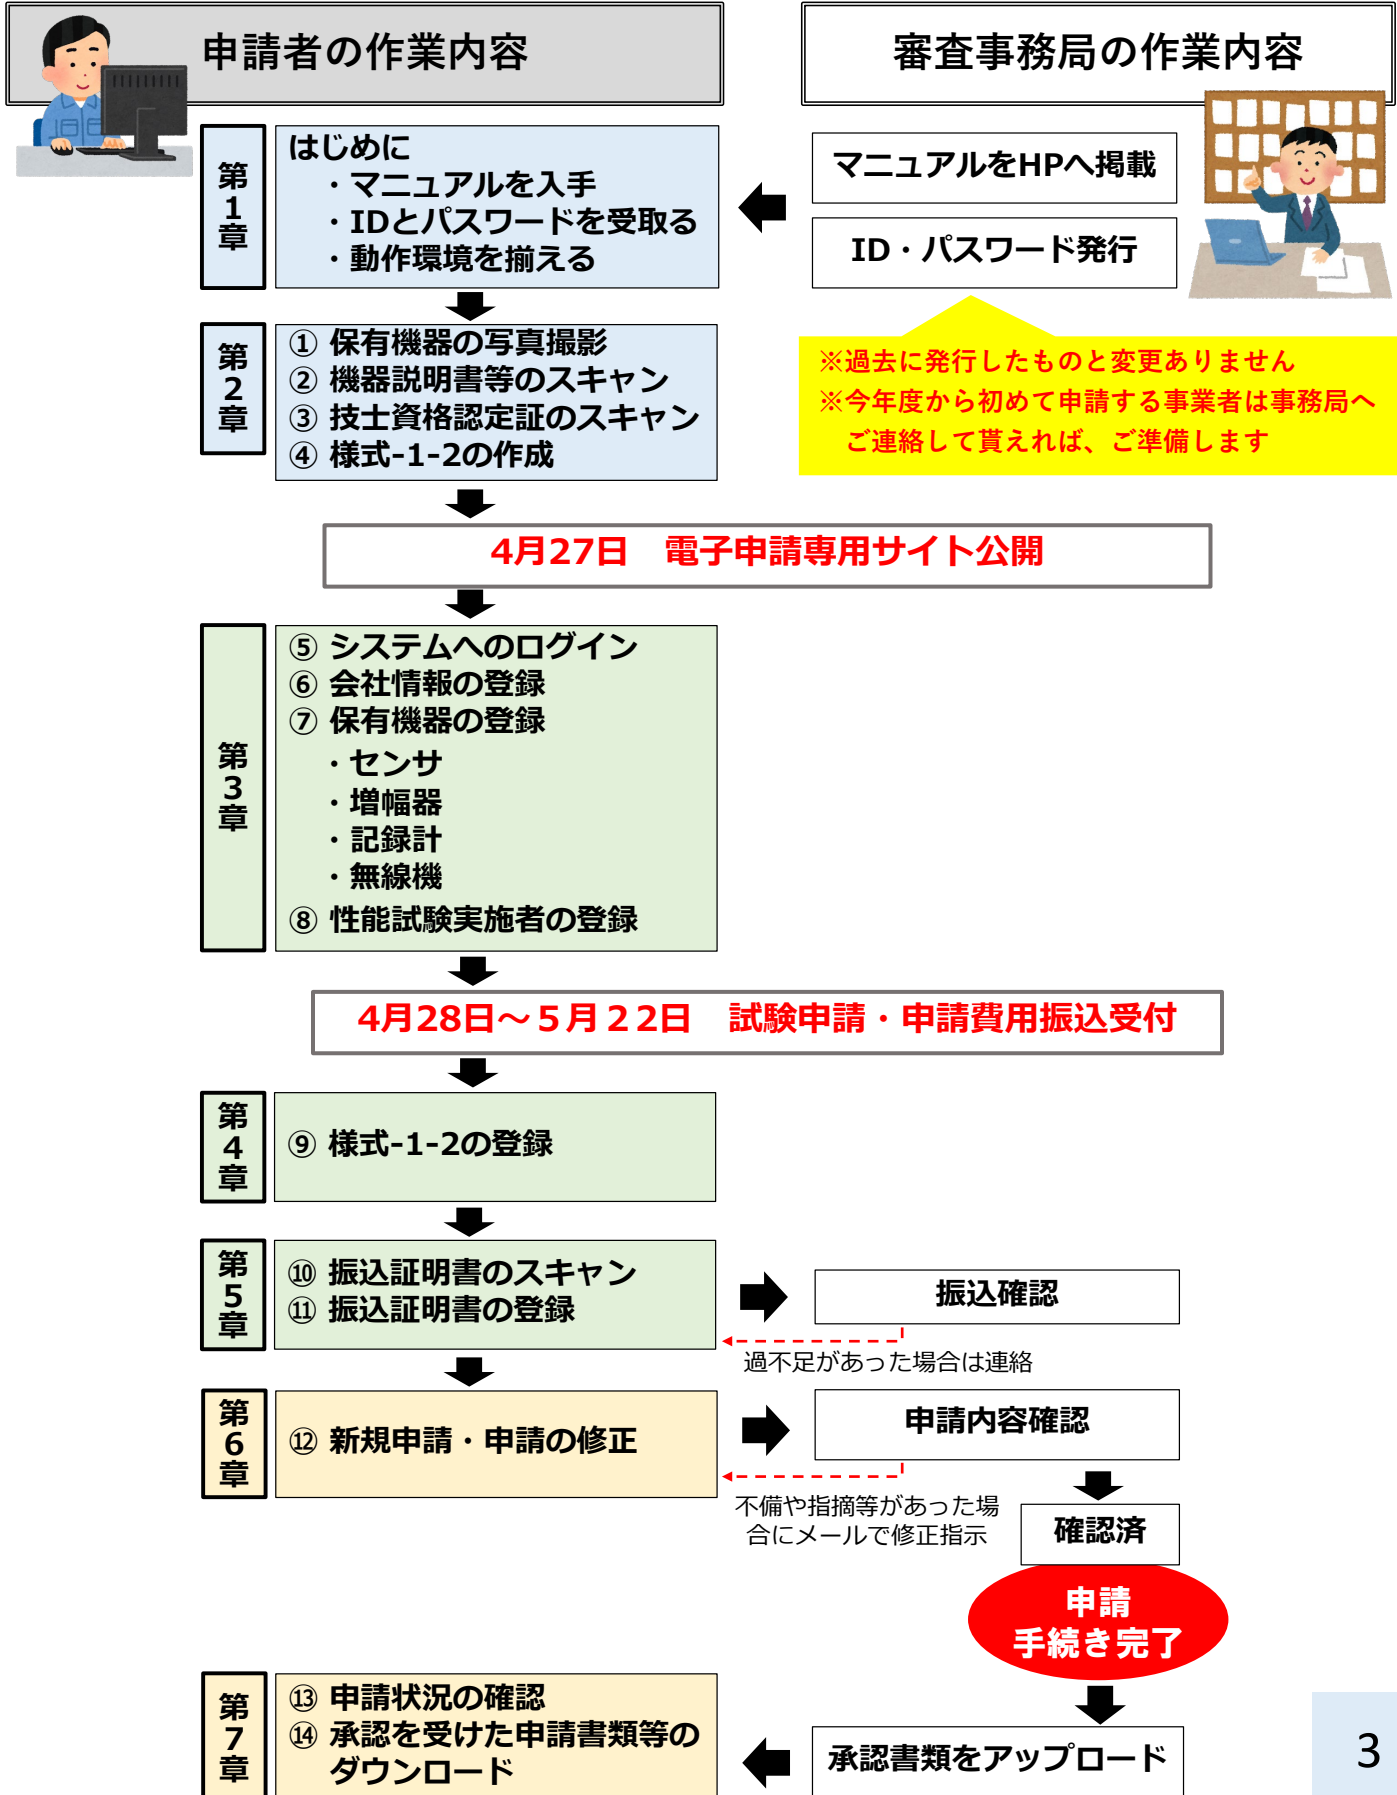 申請者の作業内容
審査事務局の作業内容
第1章
はじめに
・マニュアルを入手
・IDとパスワードを受取る
・動作環境を揃える
マニュアルをHPへ掲載
ID・パスワード発行
※過去に発行したものと変更ありません
※今年度から初めて申請する事業者は事務局へ
ご連絡して貰えれば、ご準備します
第2章
① 保有機器の写真撮影
② 機器説明書等のスキャン
③ 技士資格認定証のスキャン
④ 様式-1-2の作成
4月27日　電子申請専用サイト公開
第3章
⑤ システムへのログイン
⑥ 会社情報の登録
⑦ 保有機器の登録
・センサ
・増幅器
・記録計
・無線機
⑧ 性能試験実施者の登録
4月28日～５月２２日　試験申請・申請費用振込受付
第4章
⑨ 様式-1-2の登録
第5章
⑩ 振込証明書のスキャン
⑪ 振込証明書の登録
振込確認
過不足があった場合は連絡
第6章
⑫ 新規申請・申請の修正
申請内容確認
不備や指摘等があった場
合にメールで修正指示
確認済
申請
手続き完了
第7章
⑬ 申請状況の確認
⑭ 承認を受けた申請書類等の
ダウンロード
承認書類をアップロード
3